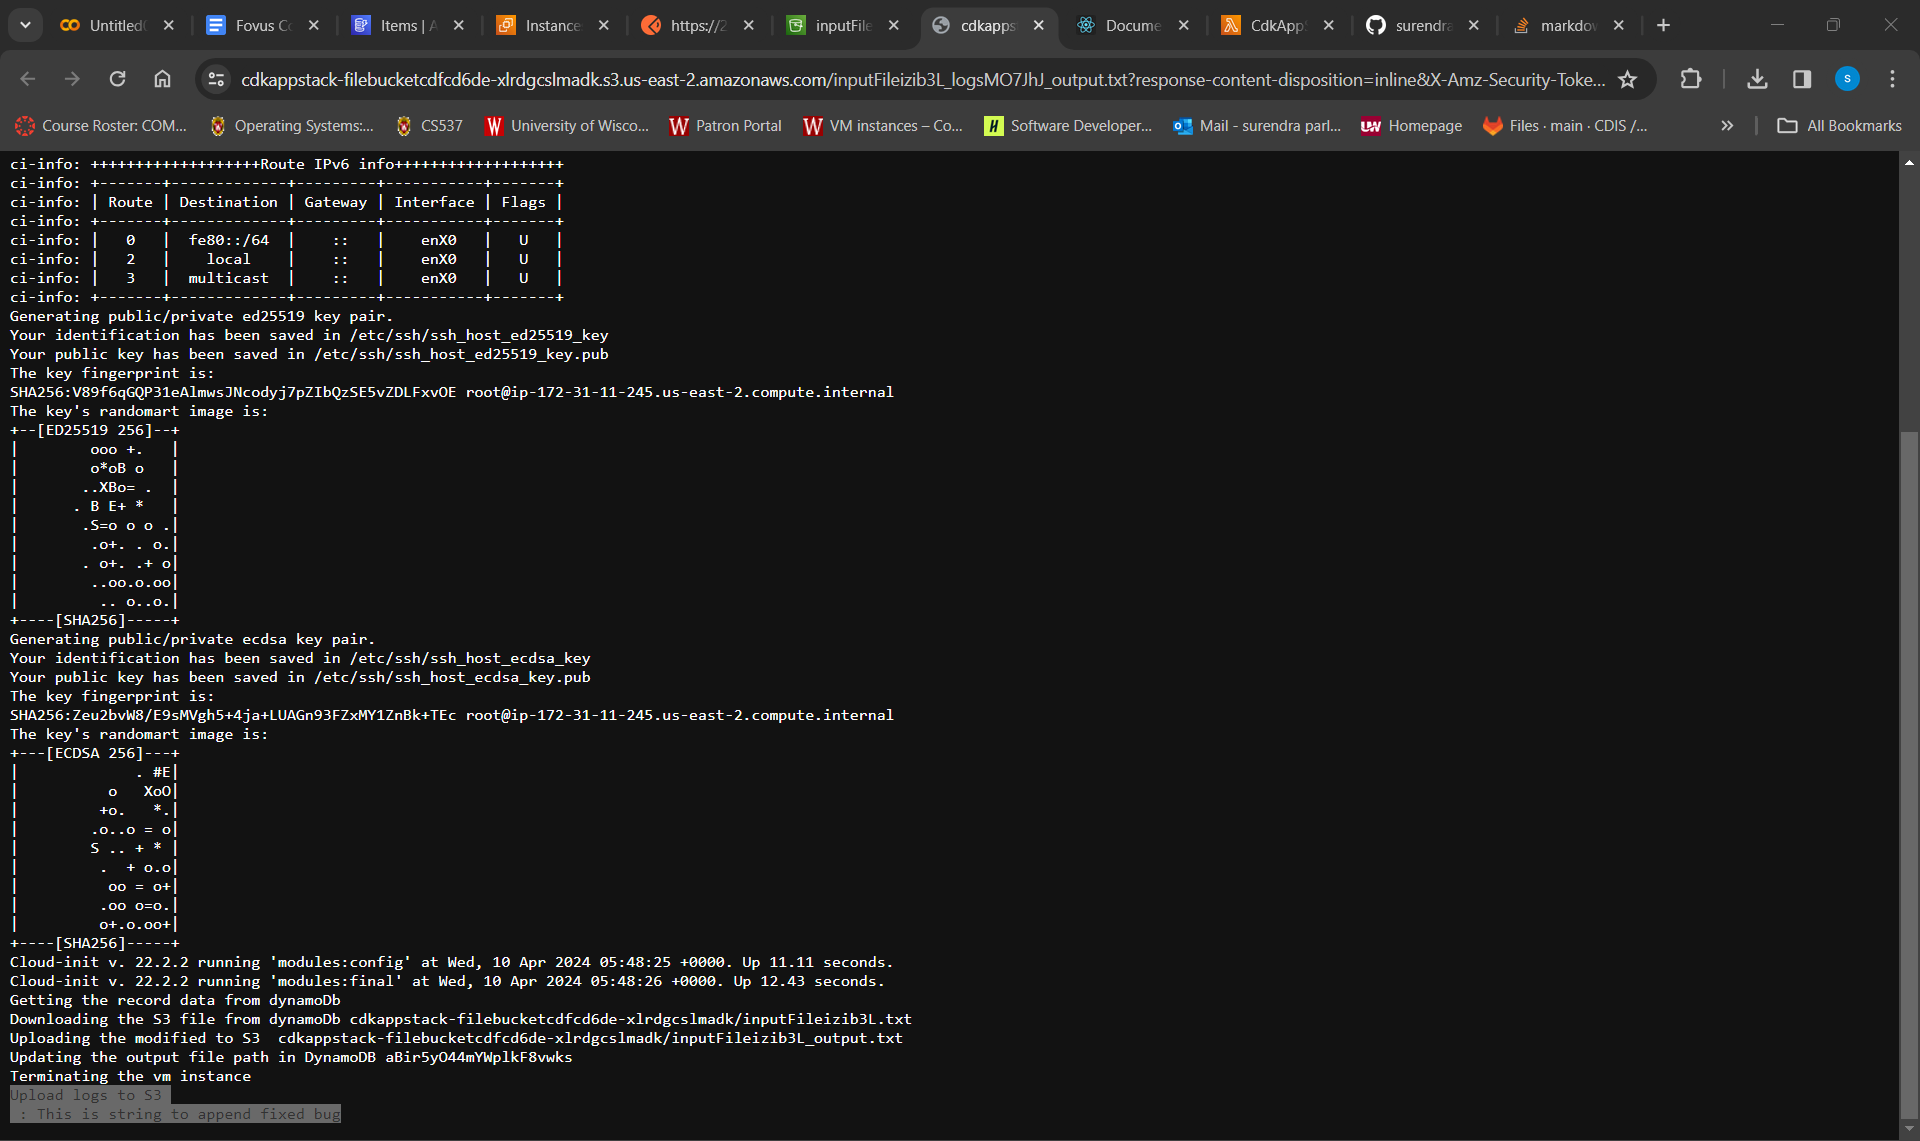 Untitled
Fovus Co
Items | A
Instance
https://2
inputFile
cdkapps
Docume
CdkApp
surendra
markdow
cdkappstack-filebucketcdfcd6de-xlrdgcslmadk.s3.us-east-2.amazonaws.com/inputFileizib3L_logsMO7JhJ_output.txt?response-content-disposition=inline&X-Amz-Security-Toke...
S
Course Roster: COM...
Operating Systems:...
CS537
University of Wisco...
Patron Portal
VM instances – Co...
Software Developer...
Mail - surendra parl...
Homepage
Files · main · CDIS /...
»
All Bookmarks
ci-info: +++++++++++++++++++Route IPv6 info+++++++++++++++++++
ci-info: +-------+-------------+---------+-----------+-------+
ci-info: | Route | Destination | Gateway | Interface | Flags |
ci-info: +-------+-------------+---------+-----------+-------+
ci-info: |   0   |  fe80::/64  |    ::   |    enX0   |   U   |
ci-info: |   2   |    local    |    ::   |    enX0   |   U   |
ci-info: |   3   |  multicast  |    ::   |    enX0   |   U   |
ci-info: +-------+-------------+---------+-----------+-------+
Generating public/private ed25519 key pair.
Your identification has been saved in /etc/ssh/ssh_host_ed25519_key
Your public key has been saved in /etc/ssh/ssh_host_ed25519_key.pub
The key fingerprint is:
SHA256:V89f6qGQP31eAlmwsJNcodyj7pZIbQzSE5vZDLFxvOE root@ip-172-31-11-245.us-east-2.compute.internal
The key's randomart image is:
+--[ED25519 256]--+
|        ooo +.   |
|        o*oB o   |
|       ..XBo= .  |
|      . B E+ *   |
|       .S=o o o .|
|        .o+. . o.|
|       . o+. .+ o|
|        ..oo.o.oo|
|         .. o..o.|
+----[SHA256]-----+
Generating public/private ecdsa key pair.
Your identification has been saved in /etc/ssh/ssh_host_ecdsa_key
Your public key has been saved in /etc/ssh/ssh_host_ecdsa_key.pub
The key fingerprint is:
SHA256:Zeu2bvW8/E9sMVgh5+4ja+LUAGn93FZxMY1ZnBk+TEc root@ip-172-31-11-245.us-east-2.compute.internal
The key's randomart image is:
+---[ECDSA 256]---+
|             . #E|
|          o   XoO|
|         +o.   *.|
|        .o..o = o|
|        S .. + * |
|         .  + o.o|
|          oo = o+|
|         .oo o=o.|
|         o+.o.oo+|
+----[SHA256]-----+
Cloud-init v. 22.2.2 running 'modules:config' at Wed, 10 Apr 2024 05:48:25 +0000. Up 11.11 seconds.
Cloud-init v. 22.2.2 running 'modules:final' at Wed, 10 Apr 2024 05:48:26 +0000. Up 12.43 seconds.
Getting the record data from dynamoDb
Downloading the S3 file from dynamoDb cdkappstack-filebucketcdfcd6de-xlrdgcslmadk/inputFileizib3L.txt
Uploading the modified to S3  cdkappstack-filebucketcdfcd6de-xlrdgcslmadk/inputFileizib3L_output.txt
Updating the output file path in DynamoDB aBir5yO44mYWplkF8vwks
Terminating the vm instance
Upload logs to S3
 : This is string to append fixed bug